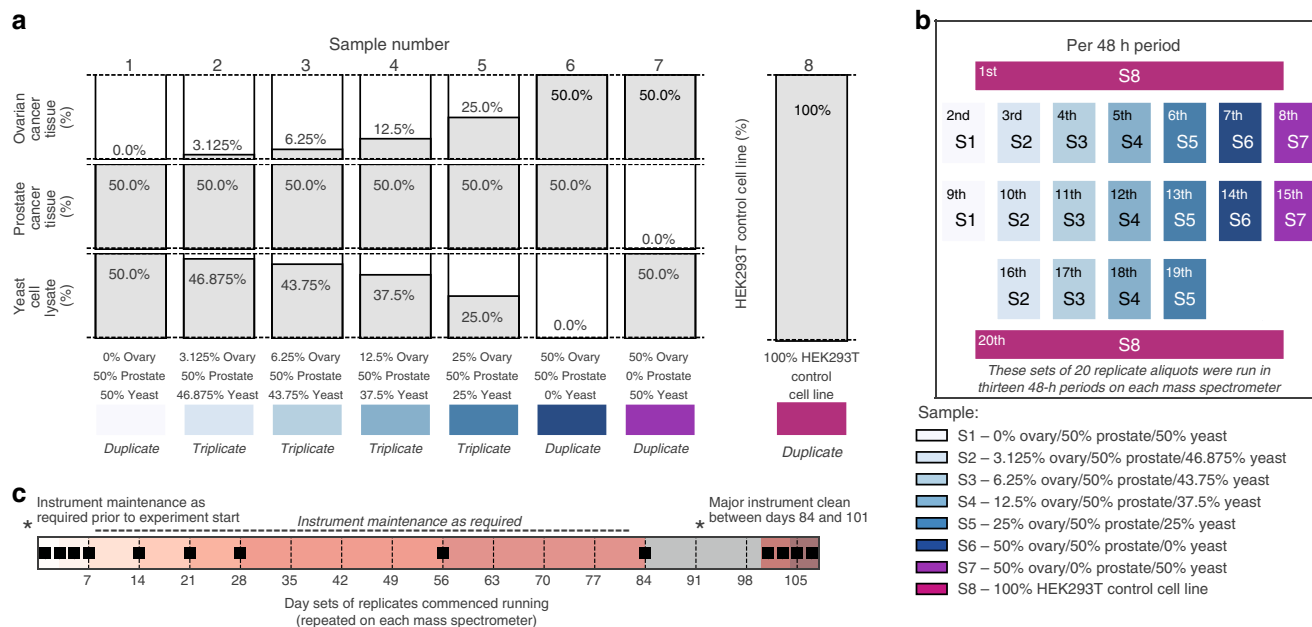 a
Sample number
1 2 3 4 5 6 7 8
Ovarian
cancer
tissue
(%)
0.0% 3.125% 6.25% 12.5% 25.0% 50.0% 50.0%
Prostate
cancer
tissue
(%)
50.0% 50.0% 50.0% 50.0% 50.0% 50.0% 0.0%
Yeast
cell
lysate
(%)
50.0% 46.875% 43.75% 37.5% 25.0% 0.0% 50.0%
HEK293T control cell line (%)
100%
0% Ovary
50% Prostate
50% Yeast
Duplicate
3.125% Ovary
50% Prostate
46.875% Yeast
Triplicate
6.25% Ovary
50% Prostate
43.75% Yeast
Triplicate
12.5% Ovary
50% Prostate
37.5% Yeast
Triplicate
25% Ovary
50% Prostate
25% Yeast
Triplicate
50% Ovary
50% Prostate
0% Yeast
Duplicate
50% Ovary
0% Prostate
50% Yeast
Duplicate
100% HEK293T
control
cell line
Duplicate
b
Per 48 h period
1st S8
2nd 3rd 4th 5th 6th 7th 8th
S1 S2 S3 S4 S5 S6 S7
9th 10th 11th 12th 13th 14th 15th
S1 S2 S3 S4 S5 S6 S7
16th 17th 18th 19th
S2 S3 S4 S5
20th S8
These sets of 20 replicate aliquots were run in
thirteen 48-h periods on each mass spectrometer
Sample:
S1 – 0% ovary/50% prostate/50% yeast
S2 – 3.125% ovary/50% prostate/46.875% yeast
S3 – 6.25% ovary/50% prostate/43.75% yeast
S4 – 12.5% ovary/50% prostate/37.5% yeast
S5 – 25% ovary/50% prostate/25% yeast
S6 – 50% ovary/50% prostate/0% yeast
S7 – 50% ovary/0% prostate/50% yeast
S8 – 100% HEK293T control cell line
c
Instrument maintenance as
* required prior to experiment start
Instrument maintenance as required
Major instrument clean
* between days 84 and 101
7 14 21 28 35 42 49 56 63 70 77 84 91 98 105
Day sets of replicates commenced running
(repeated on each mass spectrometer)